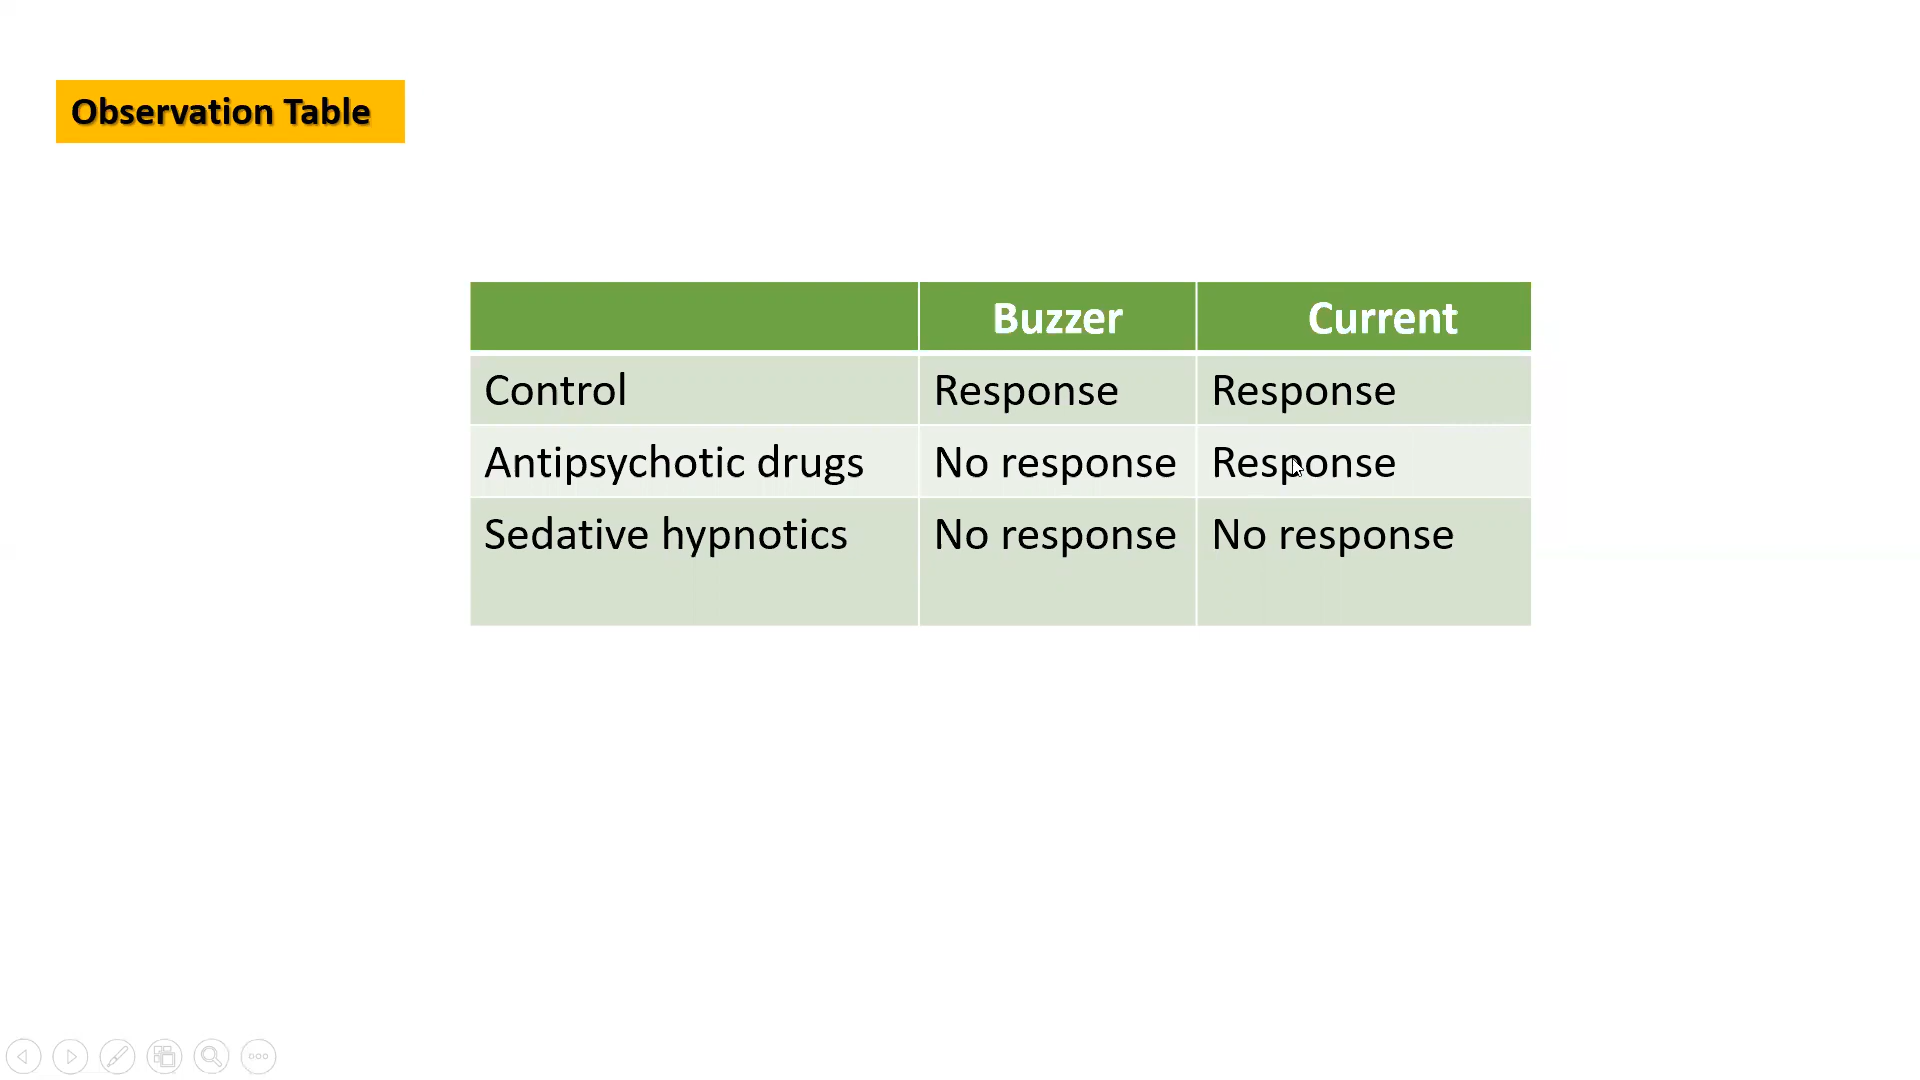 Observation Table
Buzzer Current
Control Response Response
Antipsychotic drugs No response Response
Sedative hypnotics No response No response